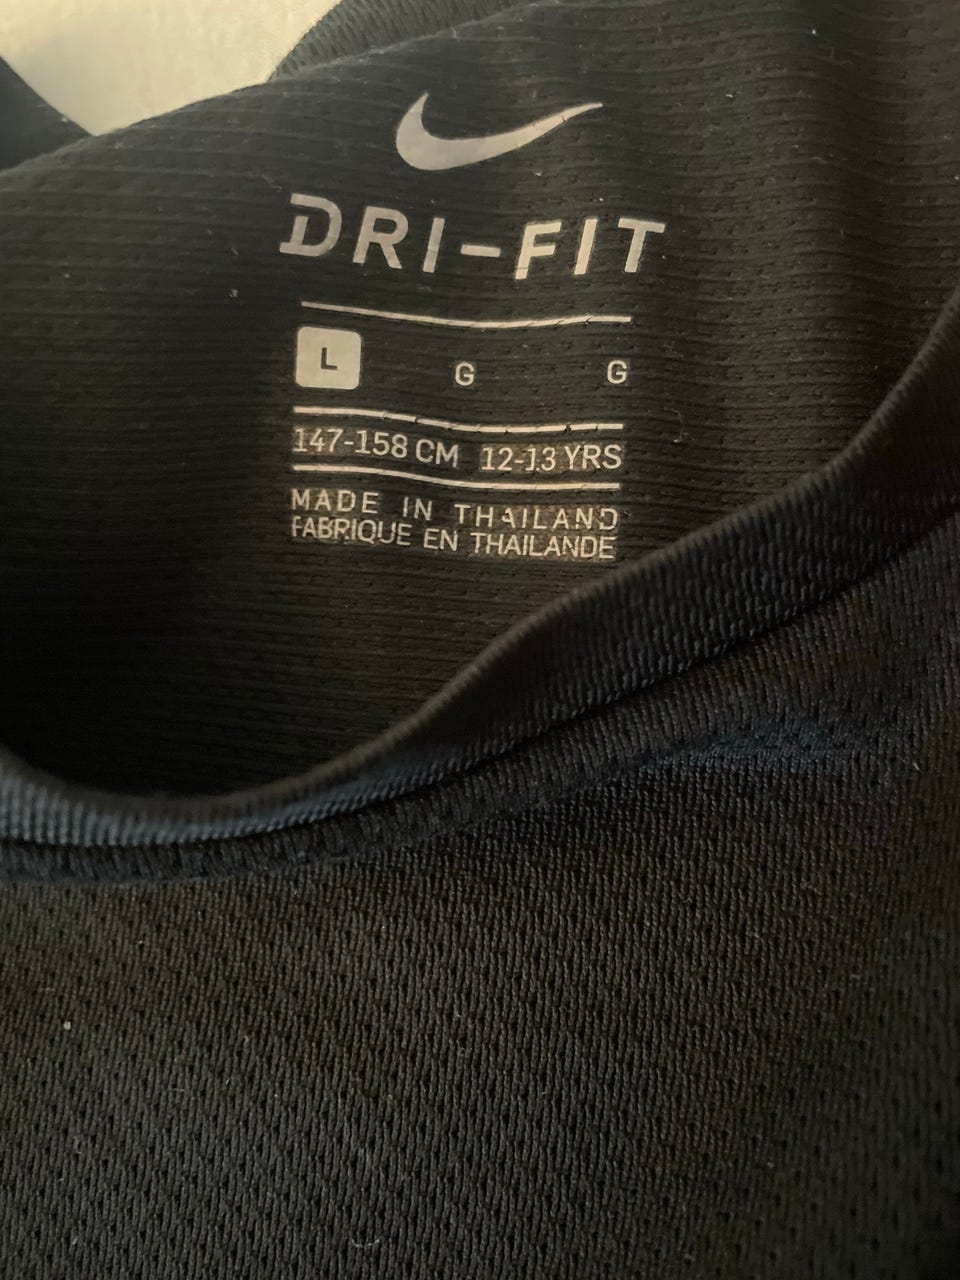 DRI-FIT
L G G
147-158 CM 12-13 YRS
MADE IN THAILAND
FABRIQUE EN THAILANDE